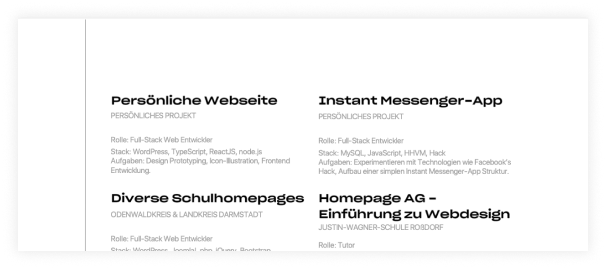 Persönliche Webseite
PERSÖNLICHES PROJEKT
Rolle: Full-Stack Web Entwickler
Stack: WordPress, TypeScript, ReactJS, node.js
Aufgaben: Design Prototyping, Icon-Illustration, Frontend
Entwicklung.
Instant Messenger-App
PERSÖNLICHES PROJEKT
Rolle: Full-Stack Web Entwickler
Stack: MySQL, JavaScript, HHVM, Hack
Aufgaben: Experimentieren mit Technologien wie Facebook's
Hack, Aufbau einer simplen Instant Messenger-App Struktur.
Diverse Schulhomepages
ODENWALDKREIS & LANDKREIS DARMSTADT
Rolle: Full-Stack Web Entwickler
Stack: WordPress, Joomla!, php, jQuery, Bootstrap
Homepage AG -
Einführung zu Webdesign
JUSTIN-WAGNER-SCHULE ROßDORF
Rolle: Tutor